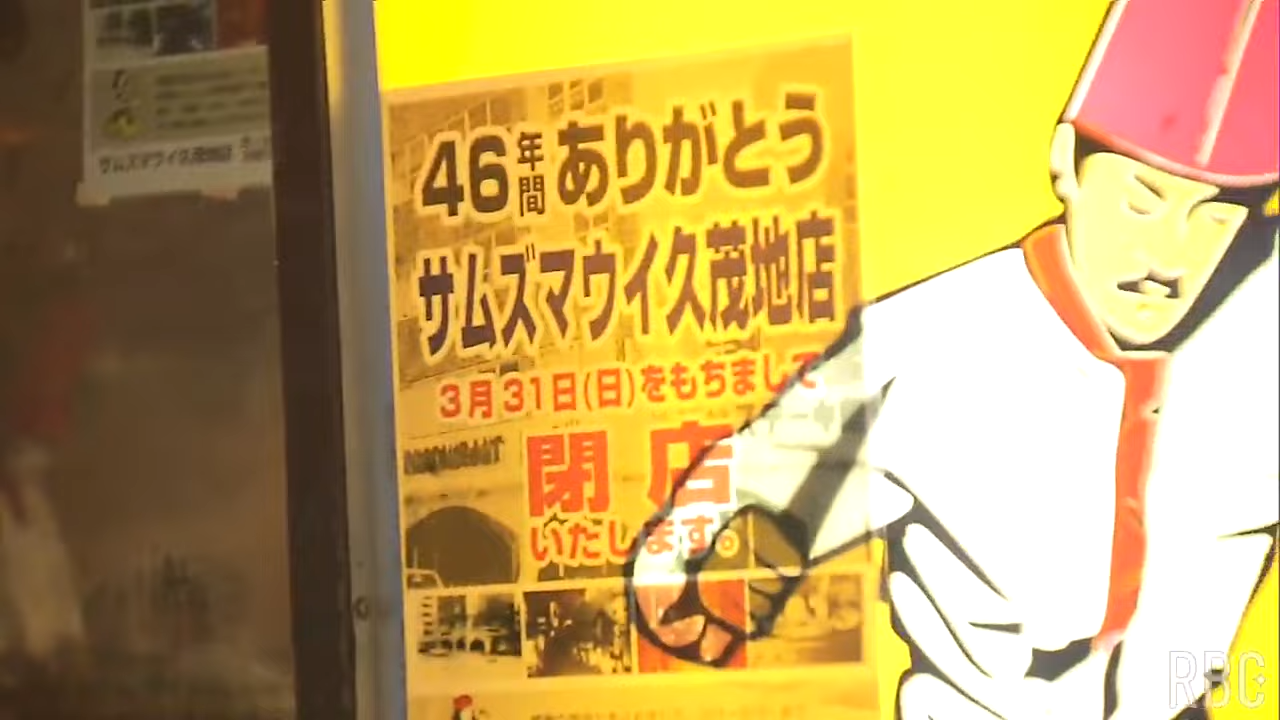 46年間ありがとう
サムズマウイ久茂地店
3月31日(日)をもちまして
閉店
いたします。
RESTAURANT
サムズマウイ久茂地店
RBC